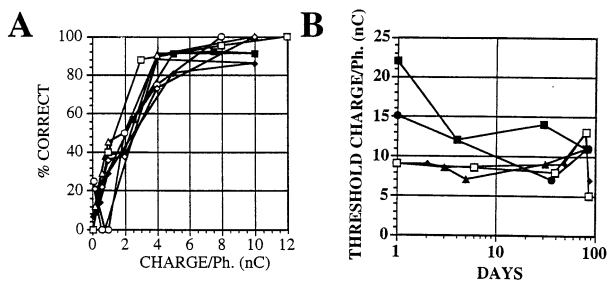 A
% CORRECT
100
80
60
40
20
0
0 2 4 6 8 10 12
CHARGE/Ph. (nC)
B
THRESHOLD CHARGE/Ph. (nC)
25
20
15
10
5
0
1 10 100
DAYS